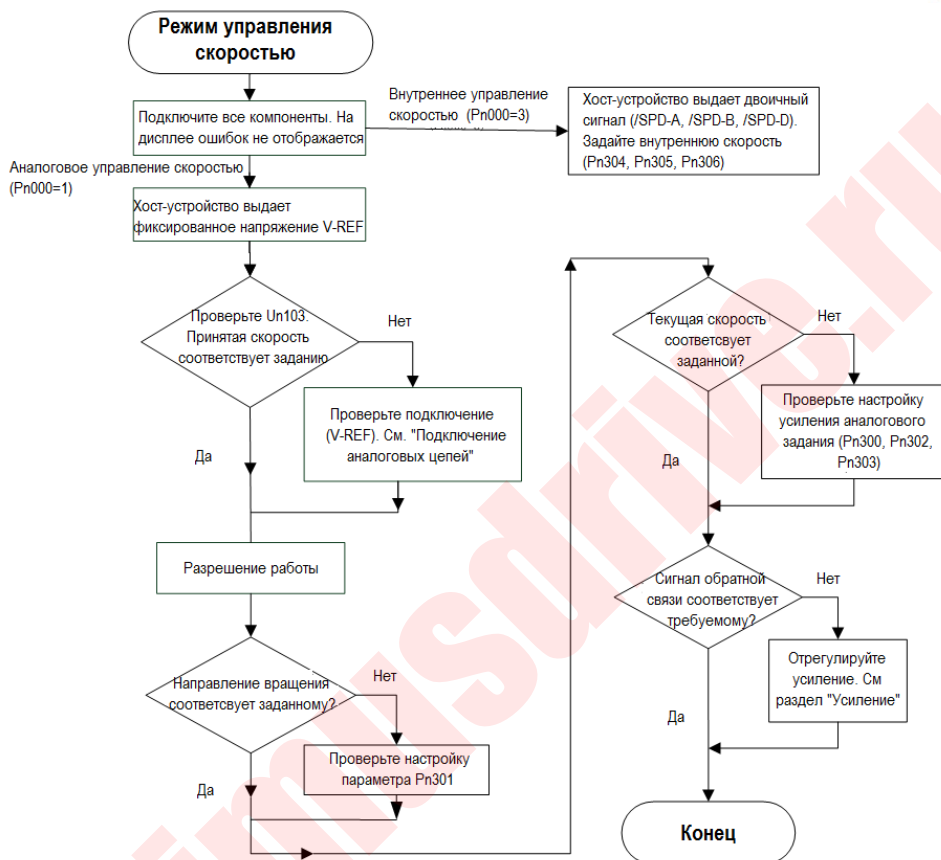 Режим управления
скоростью
Подключите все компоненты. На
дисплее ошибок не отображается
Внутреннее управление
скоростью (Pn000=3)
Хост-устройство выдает двоичный
сигнал (/SPD-A, /SPD-B, /SPD-D).
Задайте внутреннюю скорость
(Pn304, Pn305, Pn306)
Аналоговое управление скоростью
(Pn000=1)
Хост-устройство выдает
фиксированное напряжение V-REF
Проверьте Un103.
Принятая скорость
соответствует заданию
Нет
Проверьте подключение
(V-REF). См. "Подключение
аналоговых цепей"
Да
Разрешение работы
Направление вращения
соответсвует заданному?
Нет
Проверьте настройку
параметра Pn301
Да
Текущая скорость
соответсвует
заданной?
Нет
Проверьте настройку
усиления аналогового
задания (Pn300, Pn302,
Pn303)
Да
Сигнал обратной
связи соответствует
требуемому?
Нет
Отрегулируйте
усиление. См
раздел "Усиление"
Да
Конец
imusdrive.ru